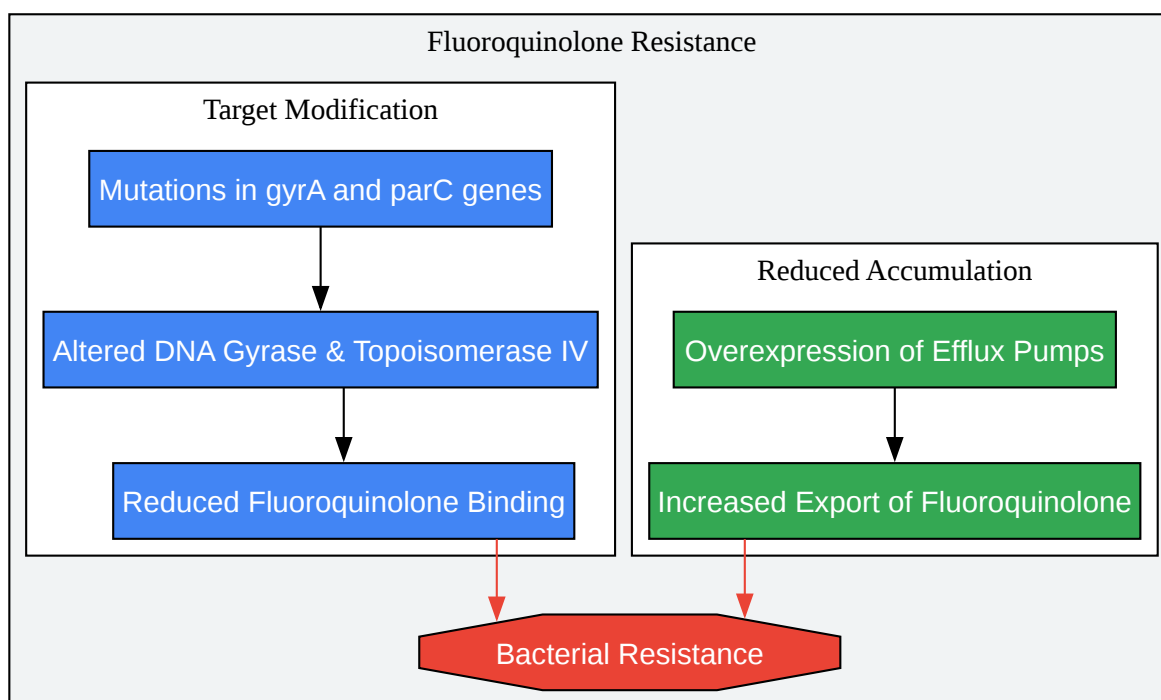 Fluoroquinolone Resistance
Target Modification
Mutations in gyrA and parC genes
Altered DNA Gyrase & Topoisomerase IV
Reduced Fluoroquinolone Binding
Reduced Accumulation
Overexpression of Efflux Pumps
Increased Export of Fluoroquinolone
Bacterial Resistance